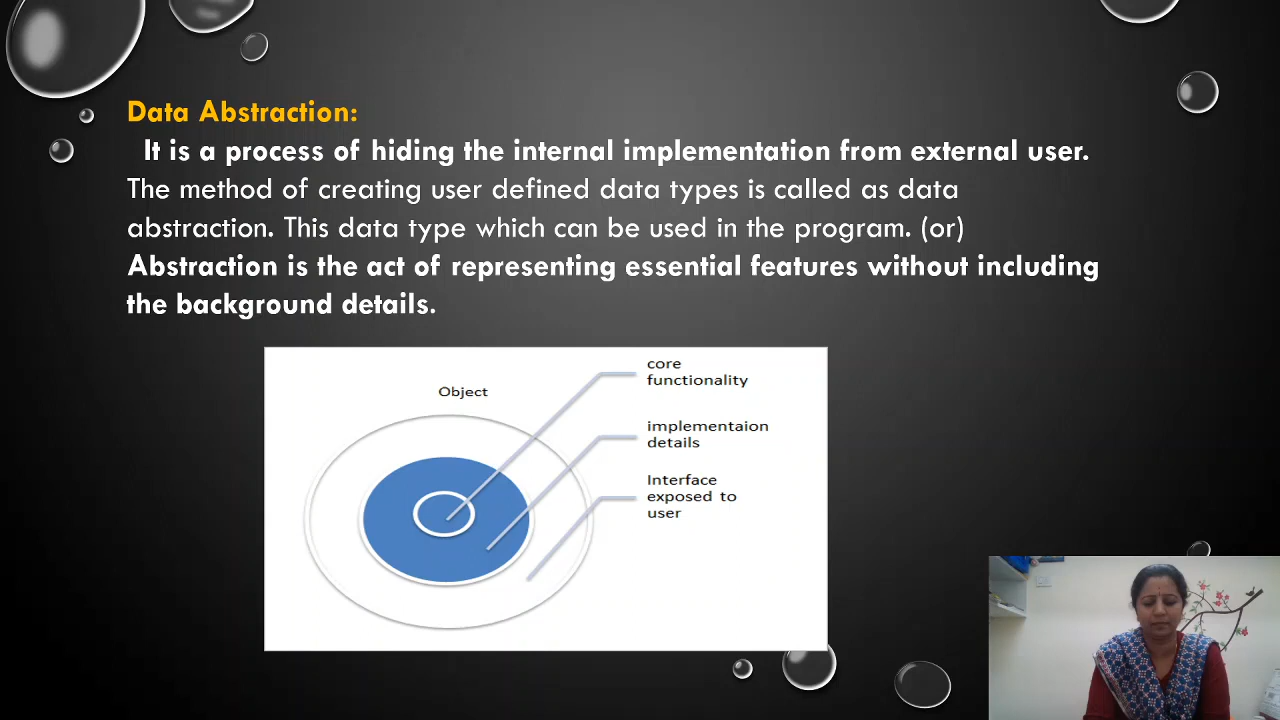 Data Abstraction:
It is a process of hiding the internal implementation from external user.
The method of creating user defined data types is called as data
abstraction. This data type which can be used in the program. (or)
Abstraction is the act of representing essential features without including
the background details.
Object
core
functionality
implementaion
details
Interface
exposed to
user